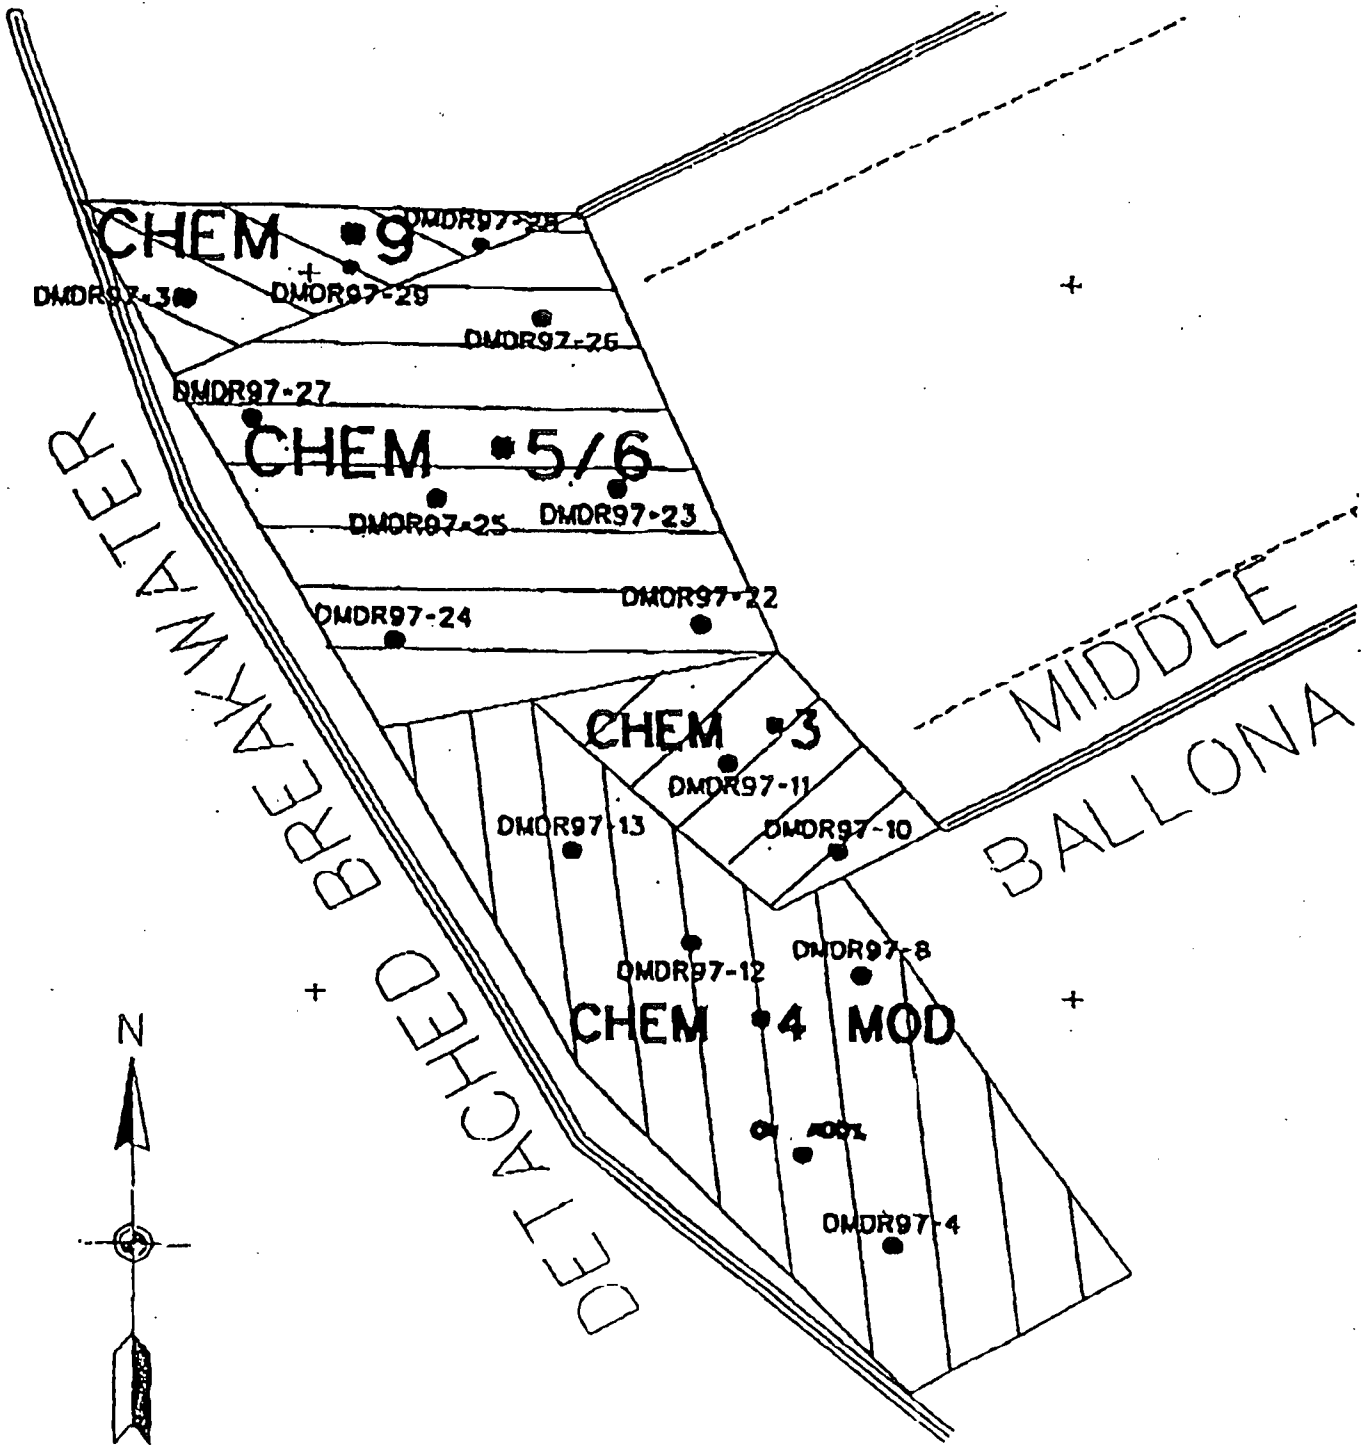 CHEM #9
DMDR97-28
DMDR97-29
DMDR97-26
DMDR97-27
CHEM #5/6
DMDR97-25
DMDR97-23
DMDR97-22
DMDR97-24
CHEM #3
DMDR97-11
DMDR97-13
DMDR97-10
DMDR97-12
DMDR97-8
CHEM #4 MOD
DMDR97-4
DETACHED BREAKWATER
MIDDLE
BALLONA
N